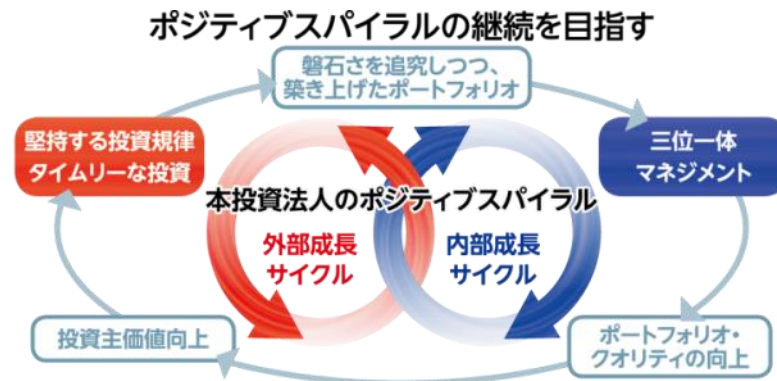 ポジティブスパイラルの継続を目指す
磐石さを追究しつつ、
築き上げたポートフォリオ
堅持する投資規律
タイムリーな投資
三位一体
マネジメント
本投資法人のポジティブスパイラル
外部成長
サイクル
内部成長
サイクル
投資主価値向上
ポートフォリオ・
クオリティの向上